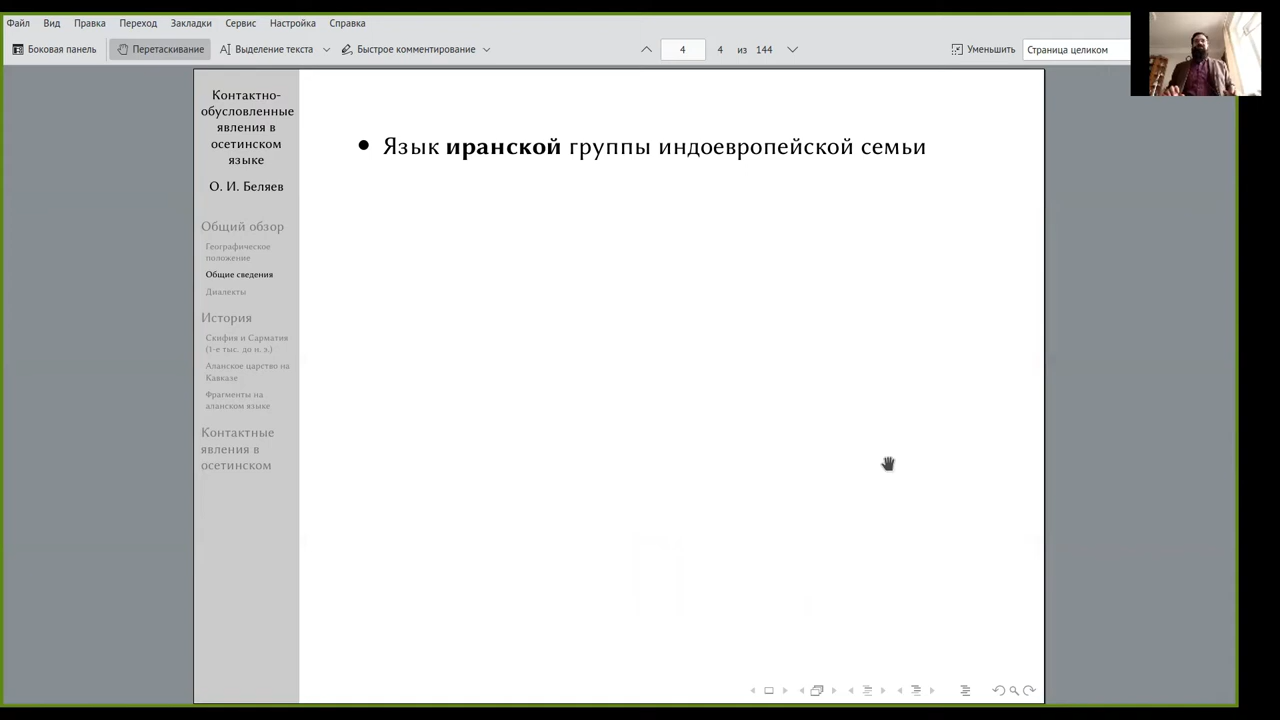 Файл Вид Правка Переход Закладки Сервис Настройка Справка
Боковая панель Перетаскивание Выделение текста Быстрое комментирование 4 4 из 144 Уменьшить Страница целиком
Контактно-
обусловленные
явления в
осетинском
языке
О. И. Беляев
Общий обзор
Географическое
положение
Общие сведения
Диалекты
История
Скифия и Сарматия
(1-е тыс. до н. э.)
Аланское царство на
Кавказе
Фрагменты на
аланском языке
Контактные
явления в
осетинском
• Язык иранской группы индоевропейской семьи